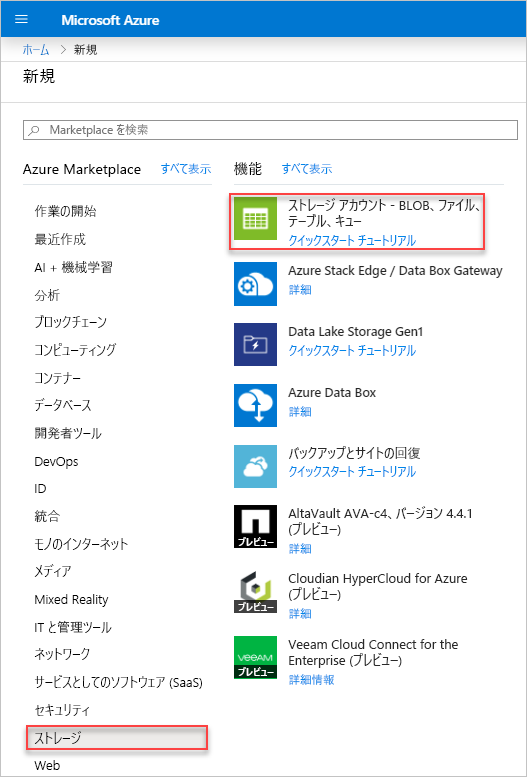 Microsoft Azure
ホーム > 新規
新規
Marketplace を検索
Azure Marketplace すべて表示
作業の開始
最近作成
AI + 機械学習
分析
ブロックチェーン
コンピューティング
コンテナー
データベース
開発者ツール
DevOps
ID
統合
モノのインターネット
メディア
Mixed Reality
IT と管理ツール
ネットワーク
サービスとしてのソフトウェア (SaaS)
セキュリティ
ストレージ
Web
機能 すべて表示
ストレージ アカウント - BLOB、ファイル、
テーブル、キュー
クイックスタート チュートリアル
Azure Stack Edge / Data Box Gateway
詳細
Data Lake Storage Gen1
クイックスタート チュートリアル
Azure Data Box
詳細
バックアップとサイトの回復
クイックスタート チュートリアル
プレビュー
AltaVault AVA-c4、バージョン 4.4.1
(プレビュー)
詳細
プレビュー
Cloudian HyperCloud for Azure
(プレビュー)
詳細
VEEAM
プレビュー
Veeam Cloud Connect for the
Enterprise (プレビュー)
詳細情報